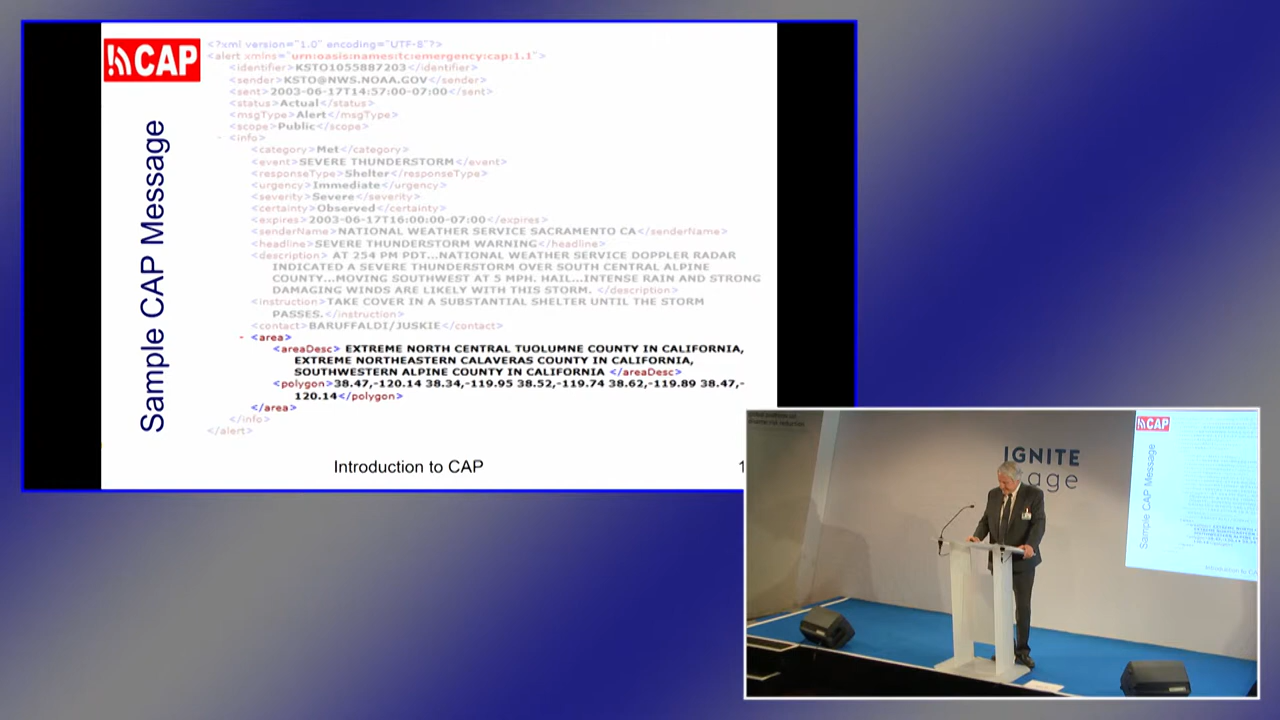 CAP
Sample CAP Message
<?xml version="1.0" encoding="UTF-8"?>
<alert xmlns="urn:oasis:names:tc:emergency:cap:1.1">
<identifier>KSTO1055887203</identifier>
<sender>KSTO@NWS.NOAA.GOV</sender>
<sent>2003-06-17T14:57:00-07:00</sent>
<status>Actual</status>
<msgType>Alert</msgType>
<scope>Public</scope>
- <info>
<category>Met</category>
<event>SEVERE THUNDERSTORM</event>
<responseType>Shelter</responseType>
<urgency>Immediate</urgency>
<severity>Severe</severity>
<certainty>Observed</certainty>
<expires>2003-06-17T16:00:00-07:00</expires>
<senderName>NATIONAL WEATHER SERVICE SACRAMENTO CA</senderName>
<headline>SEVERE THUNDERSTORM WARNING</headline>
<description> AT 254 PM PDT...NATIONAL WEATHER SERVICE DOPPLER RADAR
INDICATED A SEVERE THUNDERSTORM OVER SOUTH CENTRAL ALPINE
COUNTY...MOVING SOUTHWEST AT 5 MPH. HAIL...INTENSE RAIN AND STRONG
DAMAGING WINDS ARE LIKELY WITH THIS STORM. </description>
<instruction>TAKE COVER IN A SUBSTANTIAL SHELTER UNTIL THE STORM
PASSES.</instruction>
<contact>BARUFFALDI/JUSKIE</contact>
- <area>
<areaDesc> EXTREME NORTH CENTRAL TUOLUMNE COUNTY IN CALIFORNIA,
EXTREME NORTHEASTERN CALAVERAS COUNTY IN CALIFORNIA,
SOUTHWESTERN ALPINE COUNTY IN CALIFORNIA </areaDesc>
<polygon>38.47,-120.14 38.34,-119.95 38.52,-119.74 38.62,-119.89 38.47,-
120.14</polygon>
</area>
</info>
</alert>
Introduction to CAP
1
IGNITE
age
CAP
Sample CAP Message